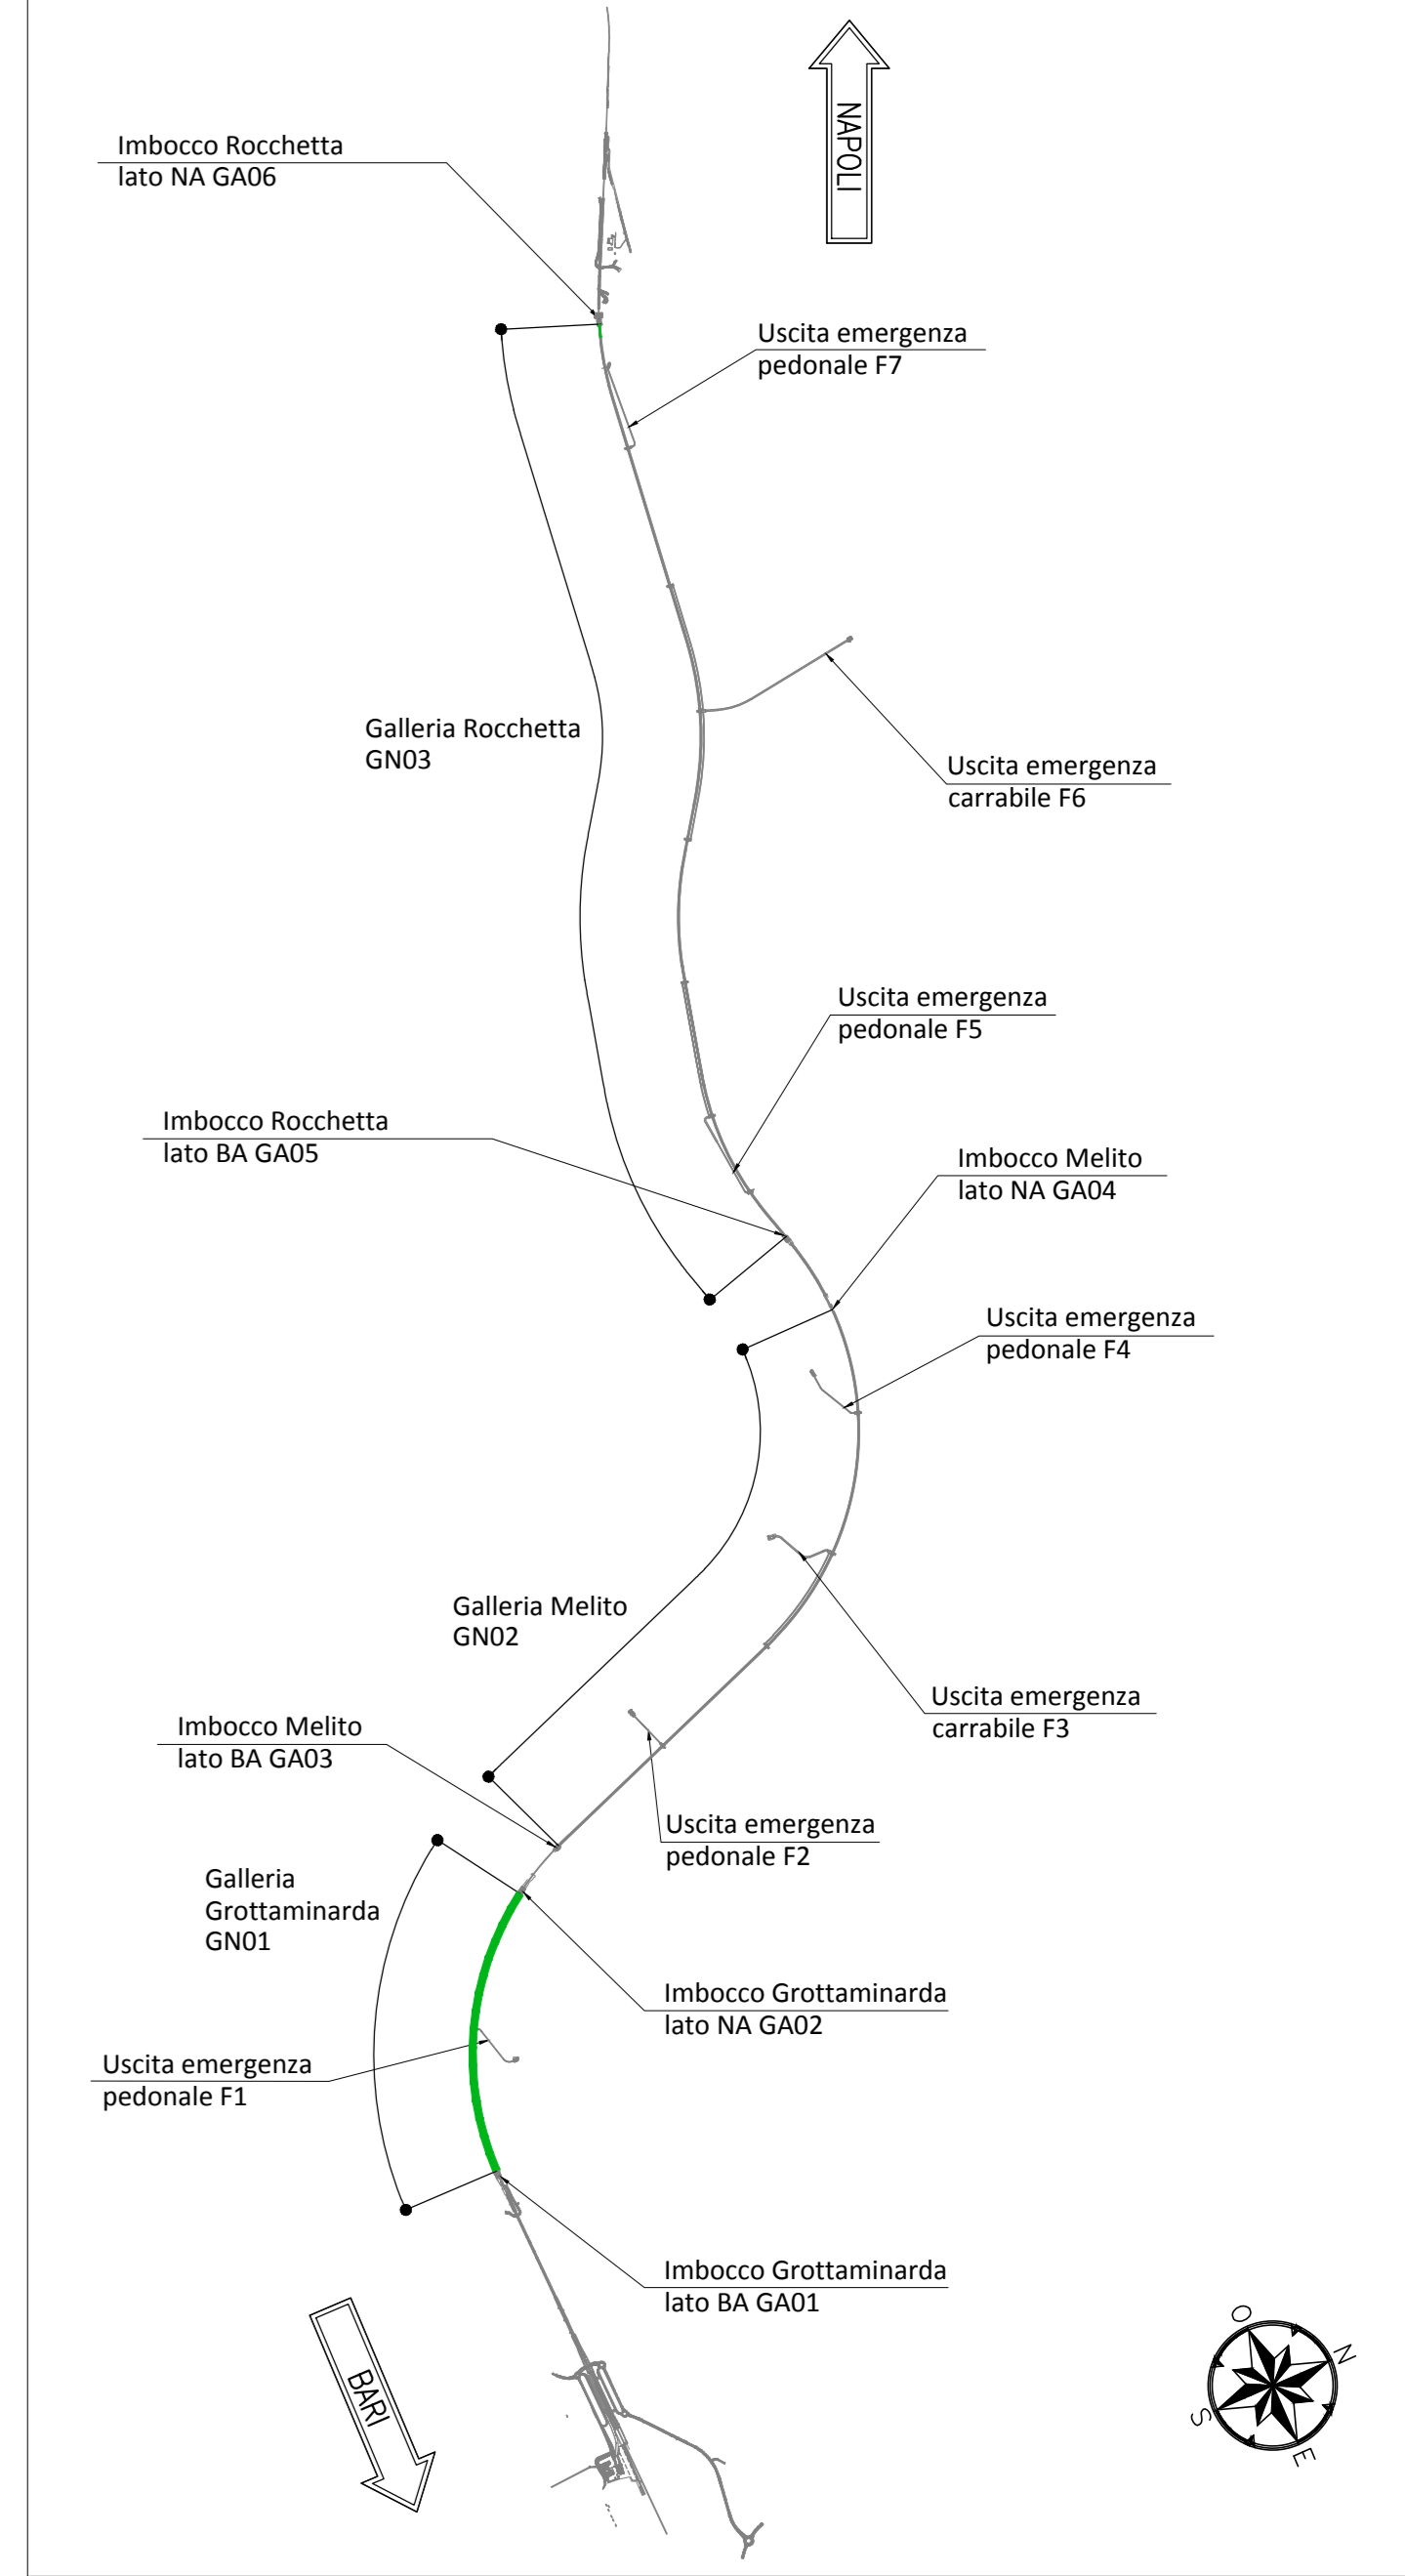 NAPOLI
Imbocco Rocchetta
lato NA GA06
Uscita emergenza
pedonale F7
Galleria Rocchetta
GN03
Uscita emergenza
carrabile F6
Uscita emergenza
pedonale F5
Imbocco Rocchetta
lato BA GA05
Imbocco Melito
lato NA GA04
Uscita emergenza
pedonale F4
Galleria Melito
GN02
Uscita emergenza
carrabile F3
Imbocco Melito
lato BA GA03
Uscita emergenza
pedonale F2
Galleria
Grottaminarda
GN01
Imbocco Grottaminarda
lato NA GA02
Uscita emergenza
pedonale F1
Imbocco Grottaminarda
lato BA GA01
BARI
O
N
S
E